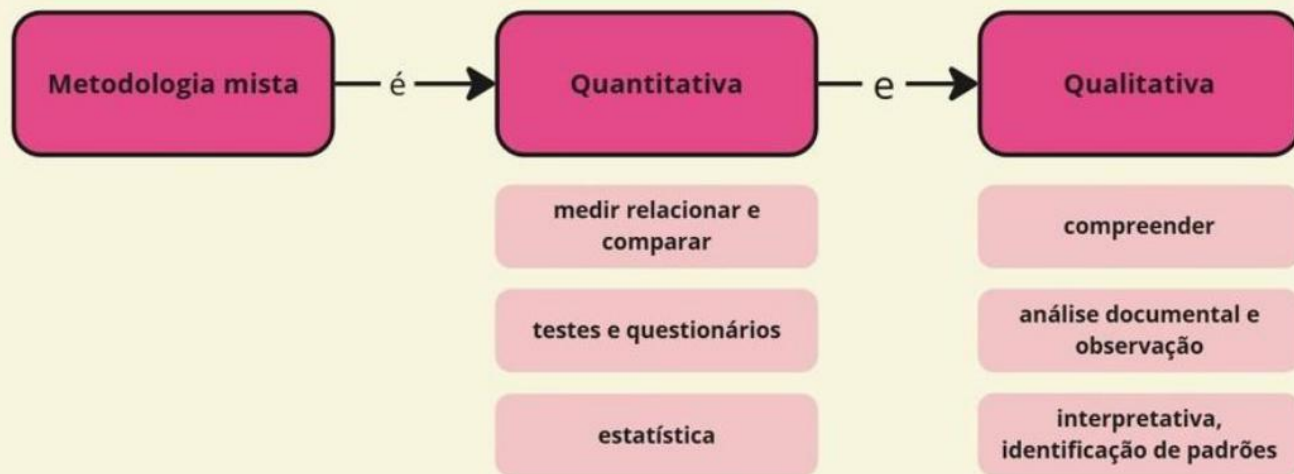 Metodologia mista
é
Quantitativa
e
Qualitativa
medir relacionar e
comparar
compreender
testes e questionários
análise documental e
observação
estatística
interpretativa,
identificação de padrões